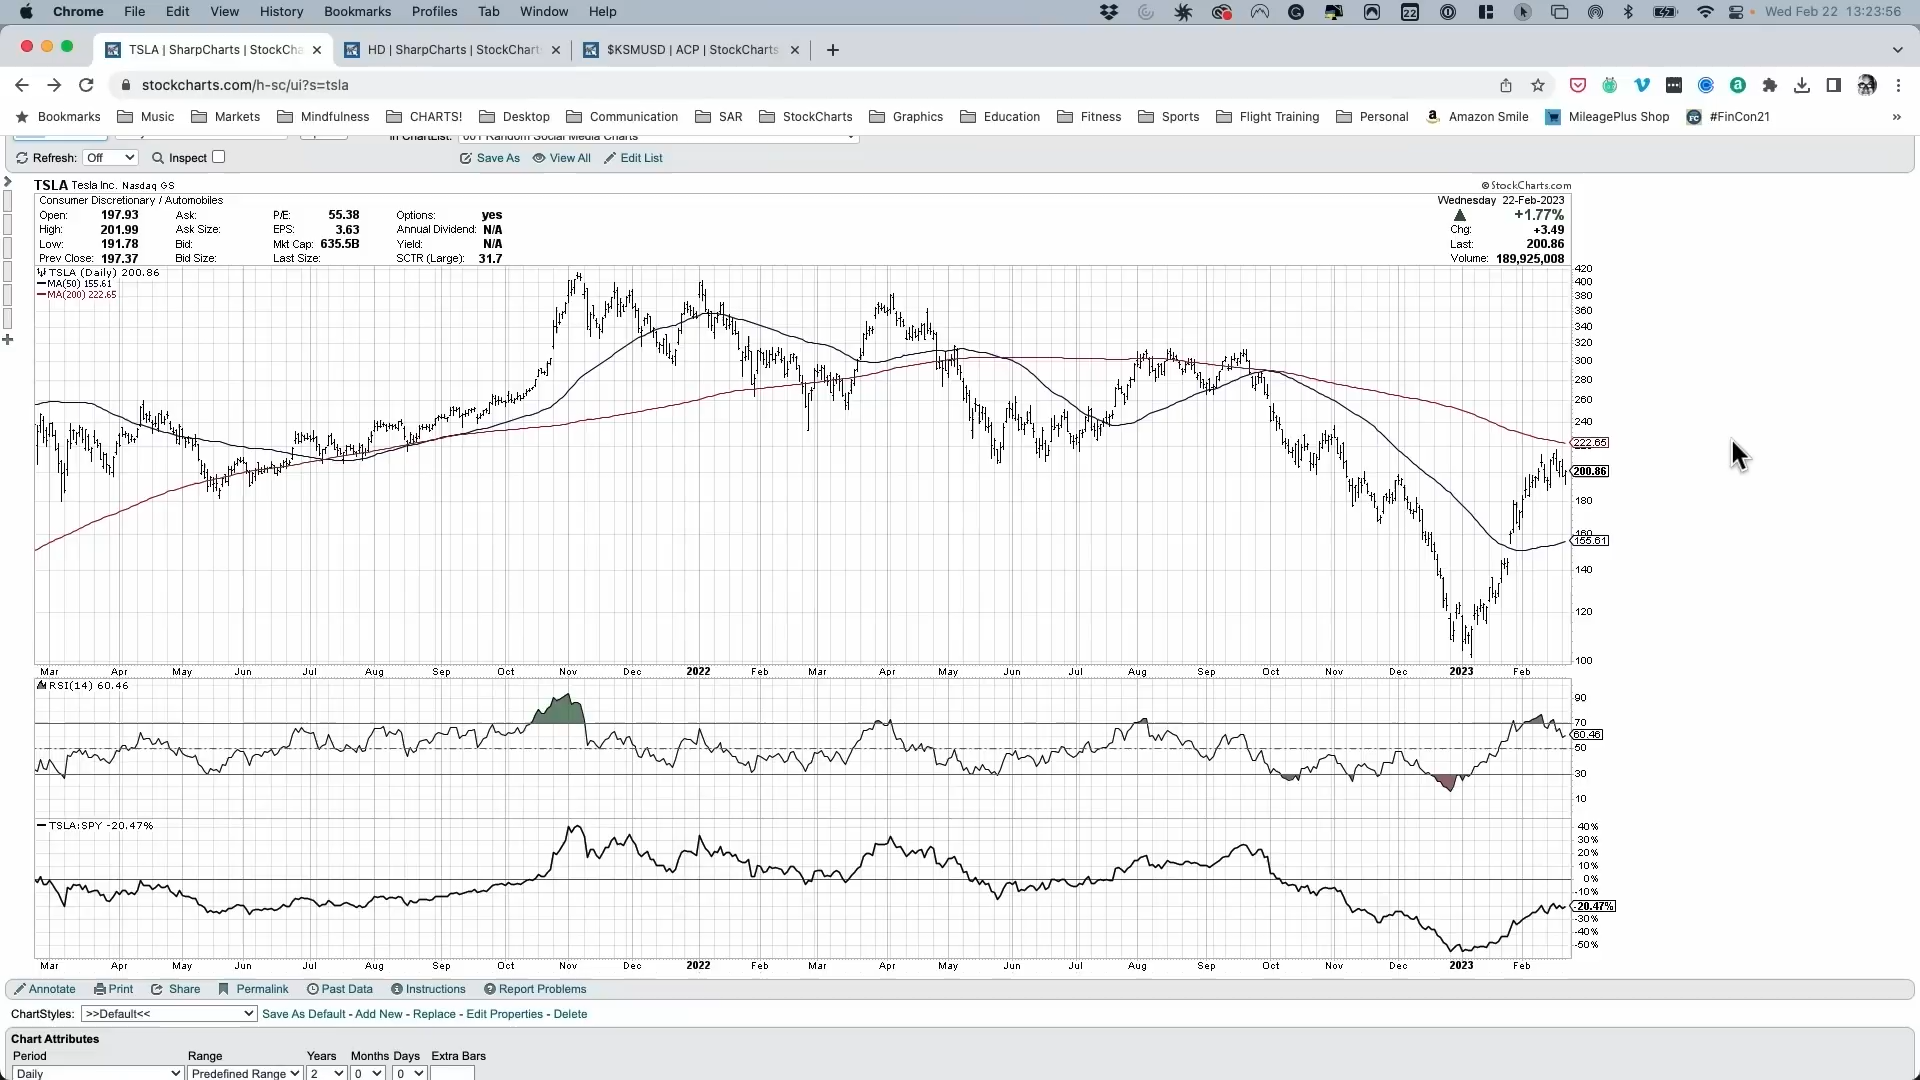 Chrome File Edit View History Bookmarks Profiles Tab Window Help 22 Wed Feb 22 13:23:56
TSLA | SharpCharts | StockCha HD | SharpCharts | StockChart $KSMUSD | ACP | StockCharts
stockcharts.com/h-sc/ui?s=tsla
Bookmarks Music Markets Mindfulness CHARTS! Desktop Communication SAR StockCharts Graphics Education Fitness Sports Flight Training Personal Amazon Smile MileagePlus Shop #FinCon21 »
Refresh: Off Inspect Save As View All Edit List
TSLA Tesla Inc. Nasdaq GS © StockCharts.com
Consumer Discretionary / Automobiles Wednesday 22-Feb-2023
Open: 197.93 Ask: P/E: 55.38 Options: yes +1.77%
High: 201.99 Ask Size: EPS: 3.63 Annual Dividend: N/A Chg: +3.49
Low: 191.78 Bid: Mkt Cap: 635.5B Yield: N/A Last: 200.86
Prev Close: 197.37 Bid Size: Last Size: SCTR (Large): 31.7 Volume: 189,925,008
TSLA (Daily) 200.86
MA(50) 155.61
MA(200) 222.65
420
400
380
360
340
320
300
280
260
240
222.65
200.86
180
160
155.61
140
120
100
Mar Apr May Jun Jul Aug Sep Oct Nov Dec 2022 Feb Mar Apr May Jun Jul Aug Sep Oct Nov Dec 2023 Feb
RSI(14) 60.46
90
70
60.46
50
30
10
TSLA:SPY -20.47%
40%
30%
20%
10%
0%
-10%
-20.47%
-30%
-40%
-50%
Mar Apr May Jun Jul Aug Sep Oct Nov Dec 2022 Feb Mar Apr May Jun Jul Aug Sep Oct Nov Dec 2023 Feb
Annotate Print Share Permalink Past Data Instructions Report Problems
ChartStyles: >>Default<< Save As Default - Add New - Replace - Edit Properties - Delete
Chart Attributes
Period Range Years Months Days Extra Bars
Daily Predefined Range 2 0 0